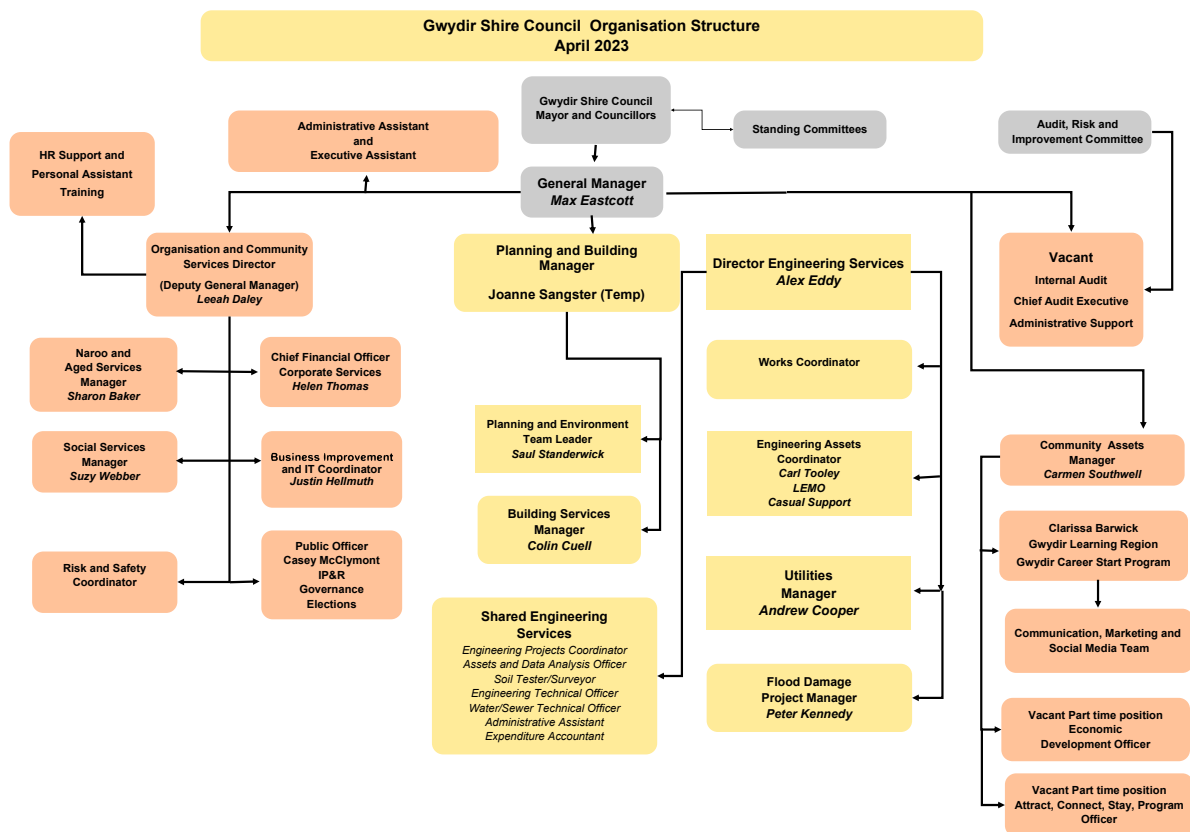 Gwydir Shire Council Organisation Structure
April 2023
Gwydir Shire Council
Mayor and Councillors
Standing Committees
Audit, Risk and
Improvement Committee
Administrative Assistant
and
Executive Assistant
HR Support and
Personal Assistant
Training
General Manager
Max Eastcott
Organisation and Community
Services Director
(Deputy General Manager)
Leeah Daley
Planning and Building
Manager
Joanne Sangster (Temp)
Director Engineering Services
Alex Eddy
Vacant
Internal Audit
Chief Audit Executive
Administrative Support
Naroo and
Aged Services
Manager
Sharon Baker
Chief Financial Officer
Corporate Services
Helen Thomas
Social Services
Manager
Suzy Webber
Business Improvement
and IT Coordinator
Justin Hellmuth
Risk and Safety
Coordinator
Public Officer
Casey McClymont
IP&R
Governance
Elections
Planning and Environment
Team Leader
Saul Standerwick
Building Services
Manager
Colin Cuell
Shared Engineering
Services
Engineering Projects Coordinator
Assets and Data Analysis Officer
Soil Tester/Surveyor
Engineering Technical Officer
Water/Sewer Technical Officer
Administrative Assistant
Expenditure Accountant
Works Coordinator
Engineering Assets
Coordinator
Carl Tooley
LEMO
Casual Support
Utilities
Manager
Andrew Cooper
Flood Damage
Project Manager
Peter Kennedy
Community Assets
Manager
Carmen Southwell
Clarissa Barwick
Gwydir Learning Region
Gwydir Career Start Program
Communication, Marketing and
Social Media Team
Vacant Part time position
Economic
Development Officer
Vacant Part time position
Attract, Connect, Stay, Program
Officer